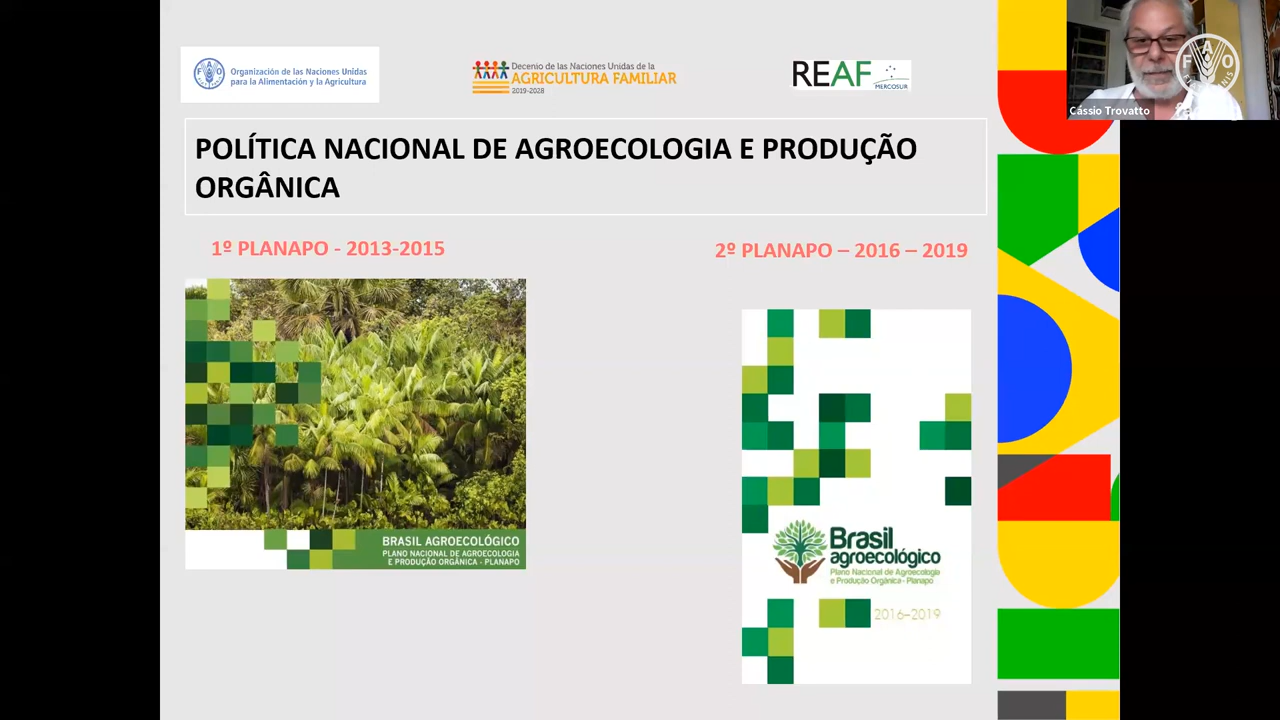 Organización de las Naciones Unidas
para la Alimentación y la Agricultura
Decenio de las Naciones Unidas de la
AGRICULTURA FAMILIAR
2019-2028
REAF
MERCOSUR
FAO
Cássio Trovatto
POLÍTICA NACIONAL DE AGROECOLOGIA E PRODUÇÃO
ORGÂNICA
1º PLANAPO - 2013-2015
2º PLANAPO – 2016 – 2019
BRASIL AGROECOLÓGICO
PLANO NACIONAL DE AGROECOLOGIA
E PRODUÇÃO ORGÂNICA - PLANAPO
Brasil
agroecológico
Plano Nacional de Agroecologia
e Produção Orgânica - Planapo
2016–2019